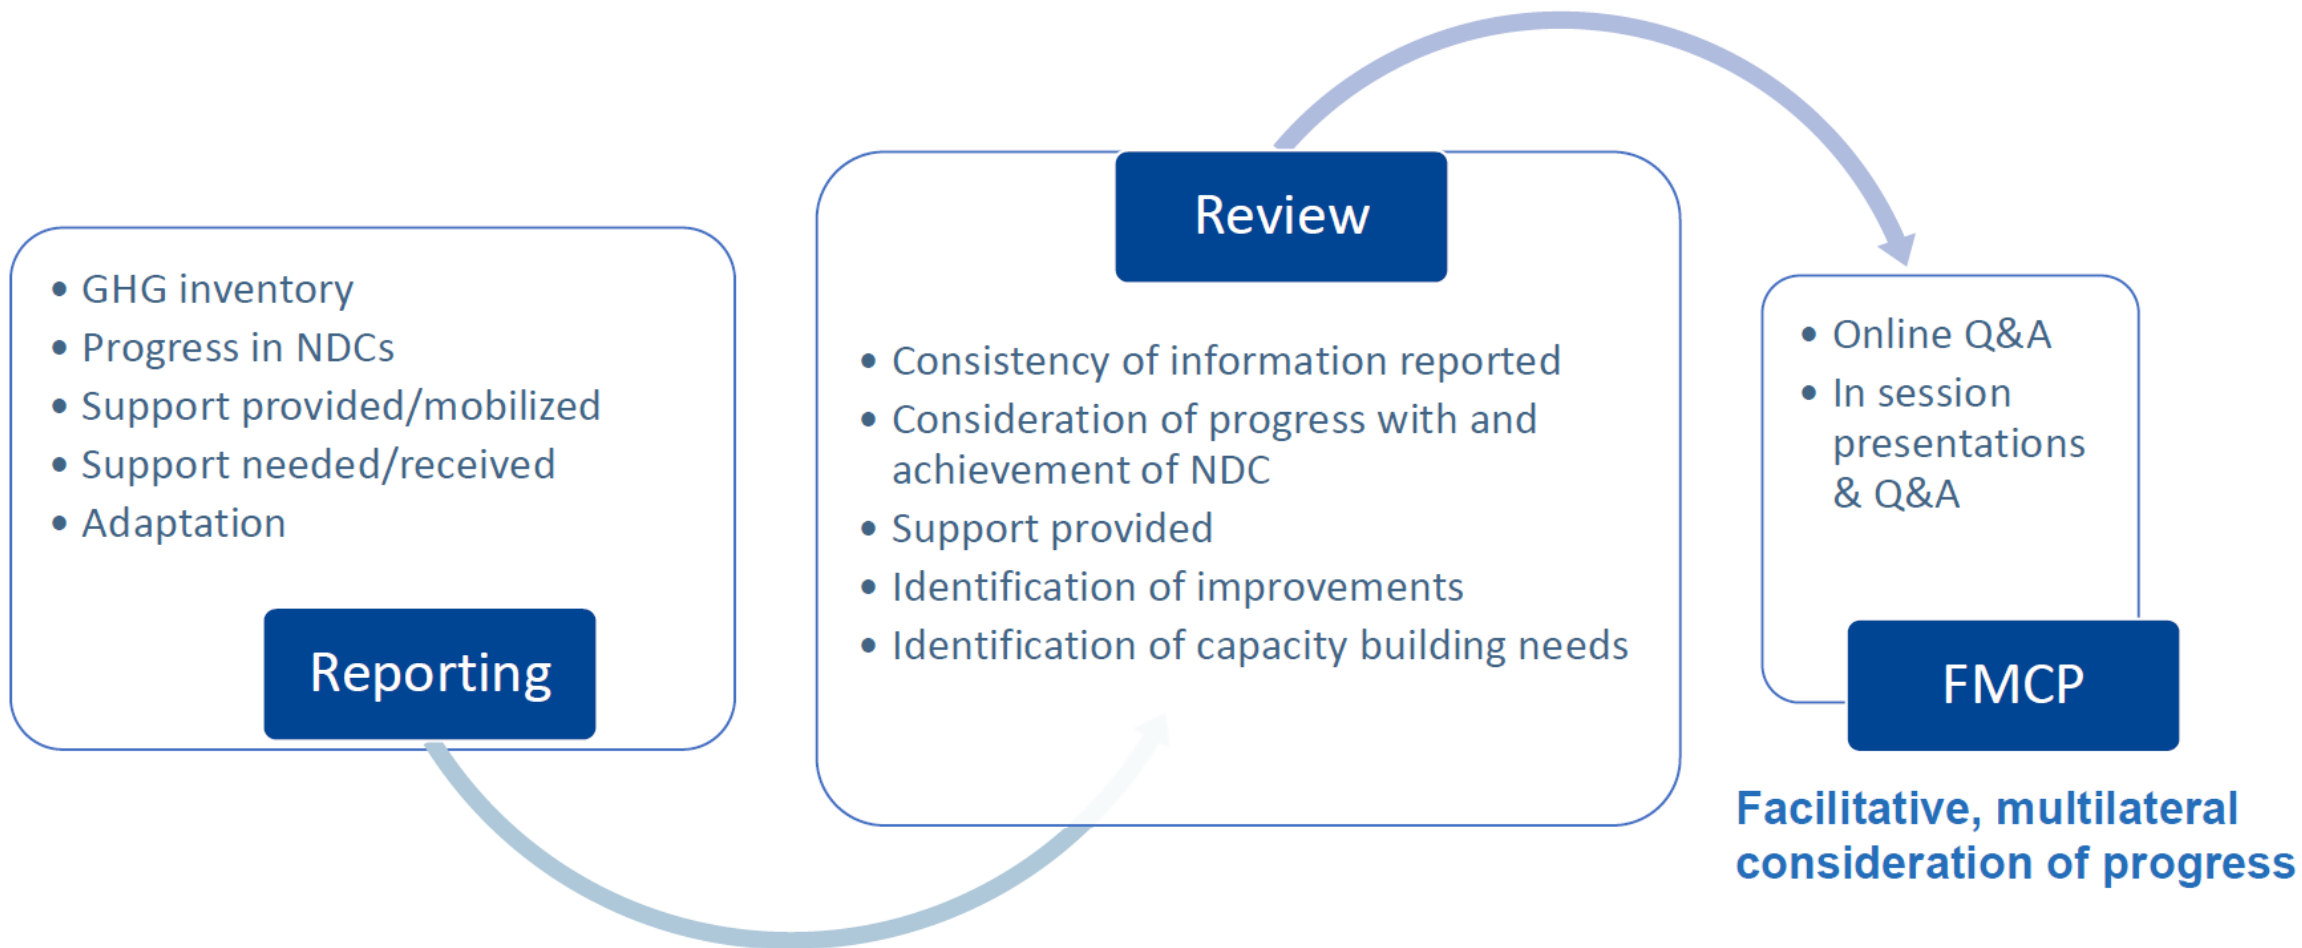 • GHG inventory
• Progress in NDCs
• Support provided/mobilized
• Support needed/received
• Adaptation
Reporting
Review
• Consistency of information reported
• Consideration of progress with and
achievement of NDC
• Support provided
• Identification of improvements
• Identification of capacity building needs
• Online Q&A
• In session
presentations
& Q&A
FMCP
Facilitative, multilateral
consideration of progress